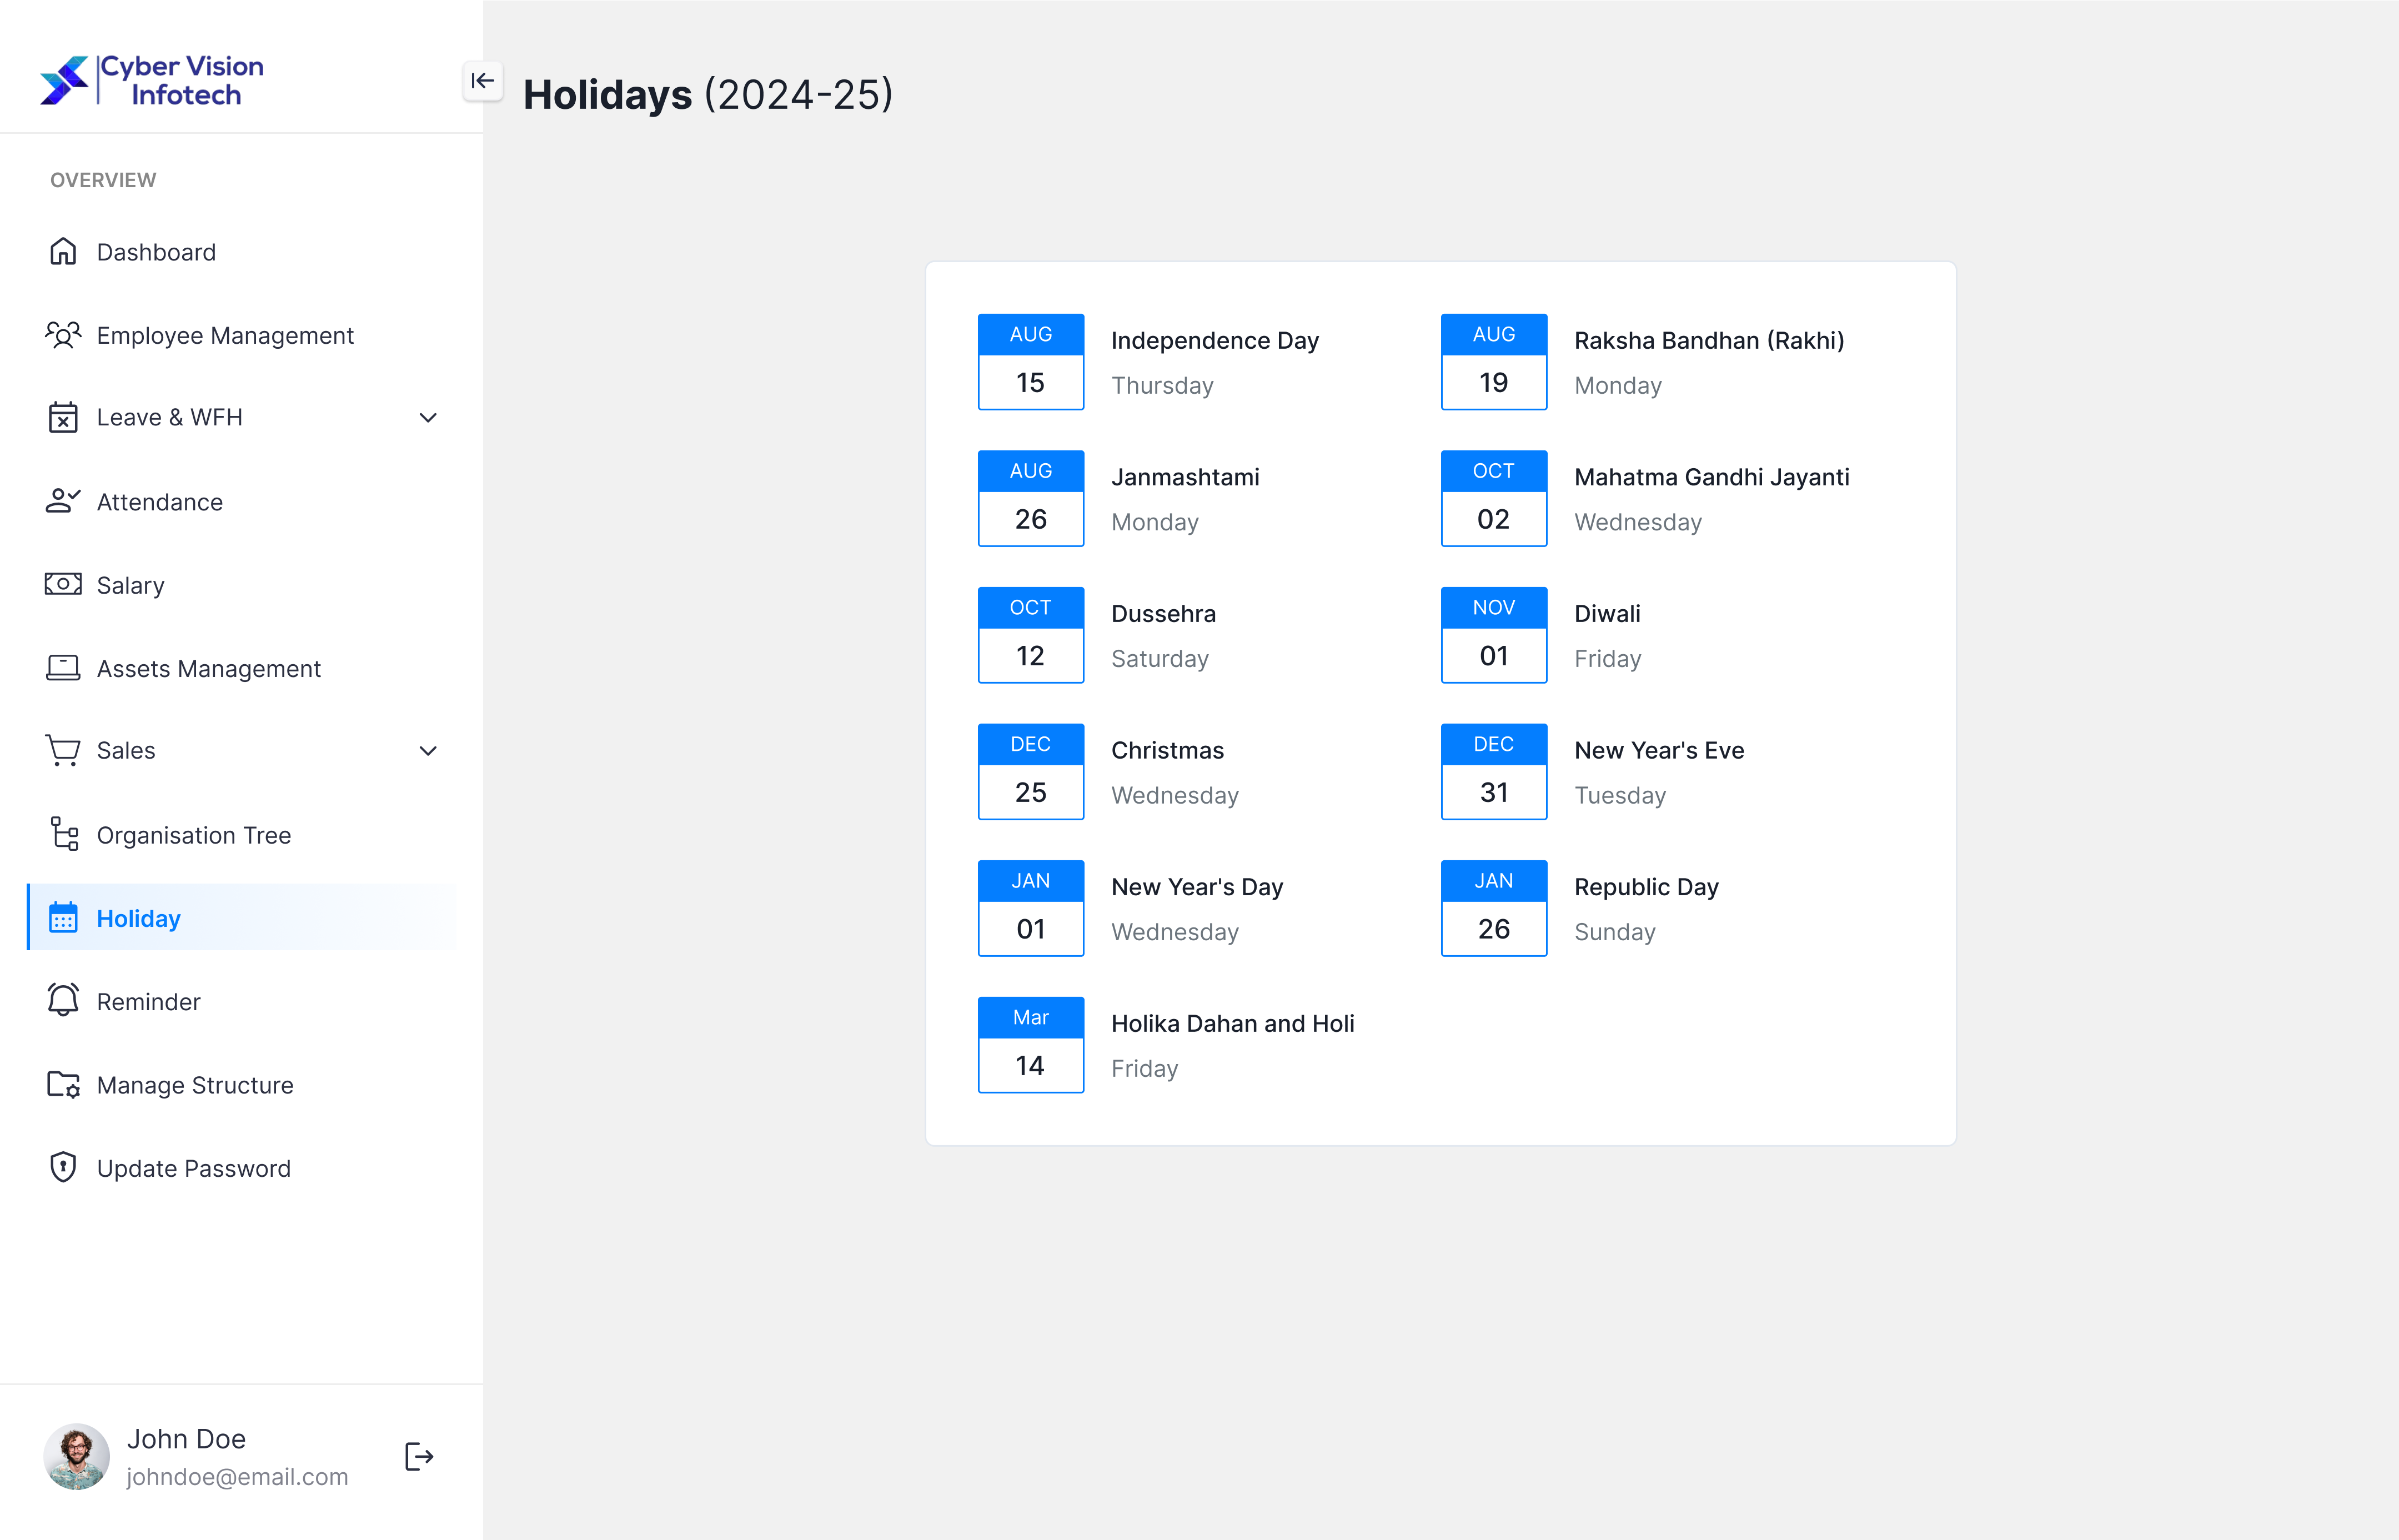 Cyber Vision
Infotech
OVERVIEW
Dashboard
Employee Management
Leave & WFH
Attendance
Salary
Assets Management
Sales
Organisation Tree
Holiday
Reminder
Manage Structure
Update Password
John Doe
johndoe@email.com
Holidays (2024-25)
AUG
15
Independence Day
Thursday
AUG
19
Raksha Bandhan (Rakhi)
Monday
AUG
26
Janmashtami
Monday
OCT
02
Mahatma Gandhi Jayanti
Wednesday
OCT
12
Dussehra
Saturday
NOV
01
Diwali
Friday
DEC
25
Christmas
Wednesday
DEC
31
New Year's Eve
Tuesday
JAN
01
New Year's Day
Wednesday
JAN
26
Republic Day
Sunday
Mar
14
Holika Dahan and Holi
Friday